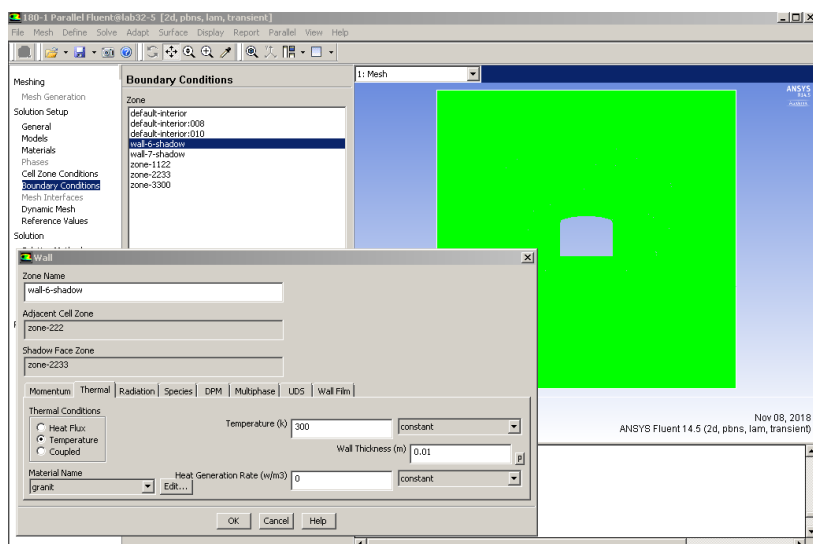 180-1 Parallel Fluent@lab32-5 [2d, pbns, lam, transient]
File Mesh Define Solve Adapt Surface Display Report Parallel View Help
Meshing
Mesh Generation
Solution Setup
General
Models
Materials
Phases
Cell Zone Conditions
Boundary Conditions
Mesh Interfaces
Dynamic Mesh
Reference Values
Solution
Boundary Conditions
Zone
default-interior
default-interior:008
default-interior:010
wall-6-shadow
wall-7-shadow
zone-1122
zone-2233
zone-3300
1: Mesh
ANSYS
R14.5
Nov 08, 2018
ANSYS Fluent 14.5 (2d, pbns, lam, transient)
Wall
Zone Name
wall-6-shadow
Adjacent Cell Zone
zone-222
Shadow Face Zone
zone-2233
Momentum Thermal Radiation Species DPM Multiphase UDS Wall Film
Thermal Conditions
Heat Flux
Temperature
Coupled
Temperature (k) 300 constant
Wall Thickness (m) 0.01 P
Material Name
granit Edit...
Heat Generation Rate (w/m3) 0 constant
OK Cancel Help